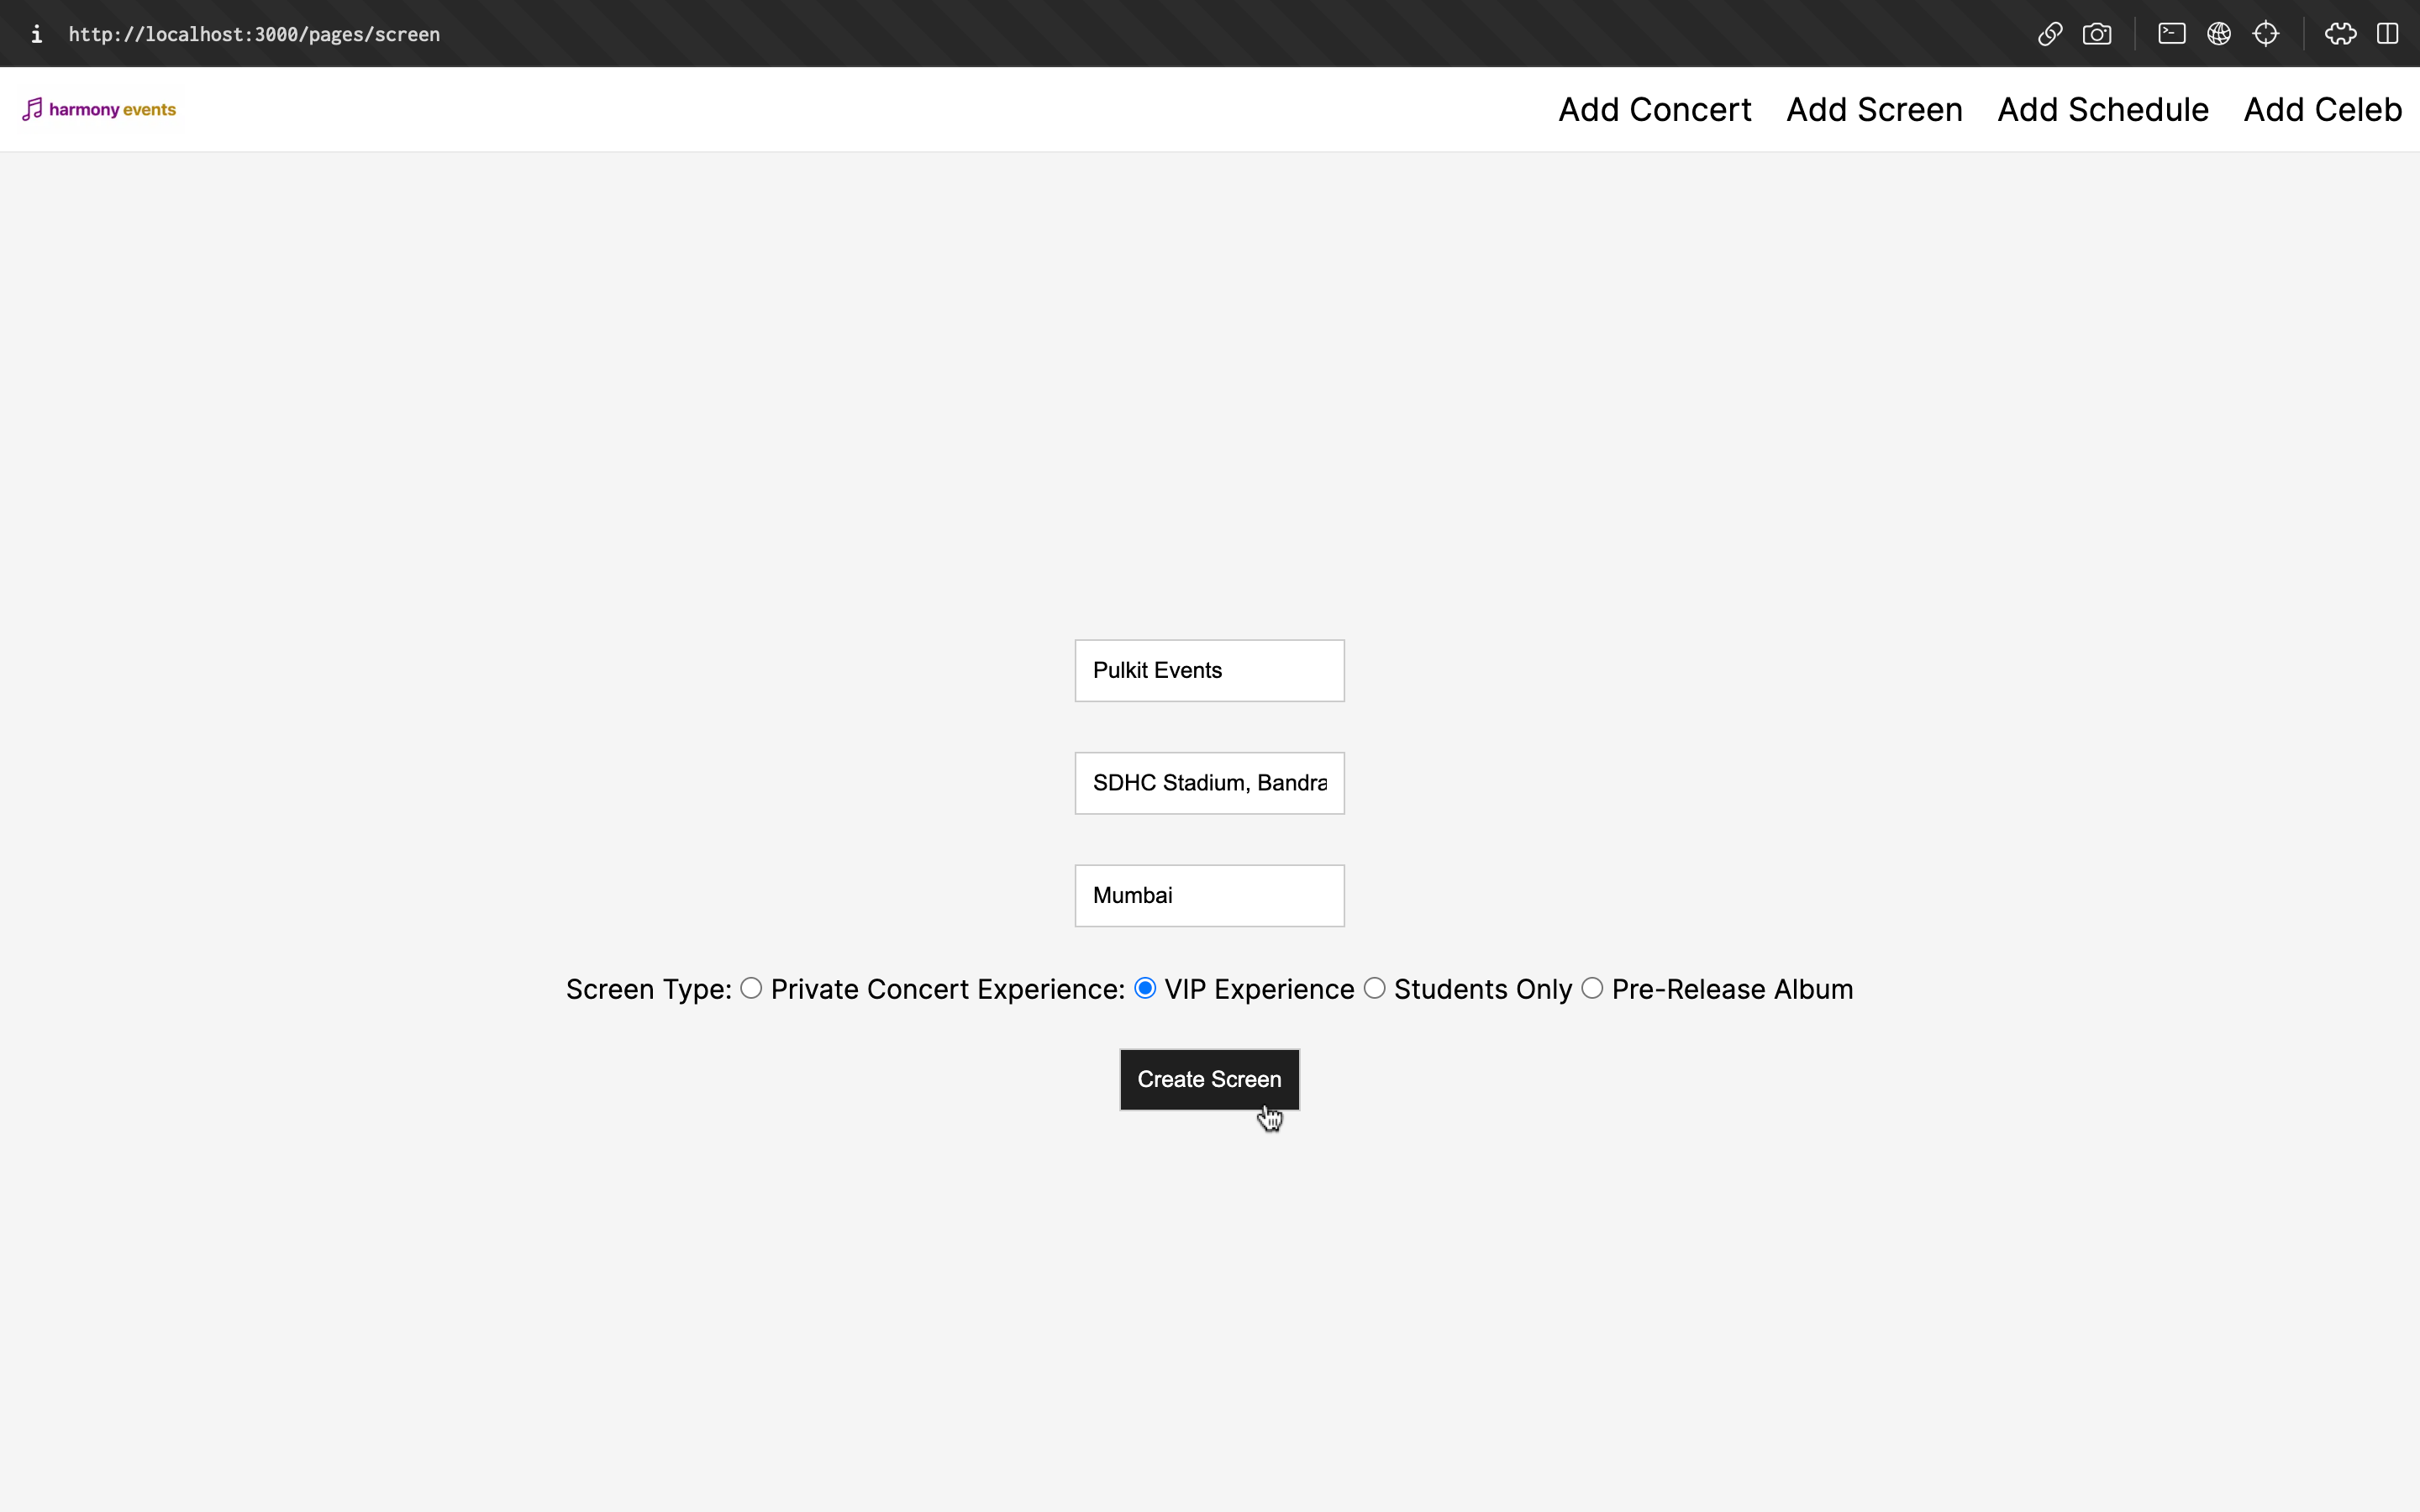 i http://localhost:3000/pages/screen
harmony events Add Concert Add Screen Add Schedule Add Celeb
Pulkit Events
SDHC Stadium, Bandra
Mumbai
Screen Type: Private Concert Experience: VIP Experience Students Only Pre-Release Album
Create Screen